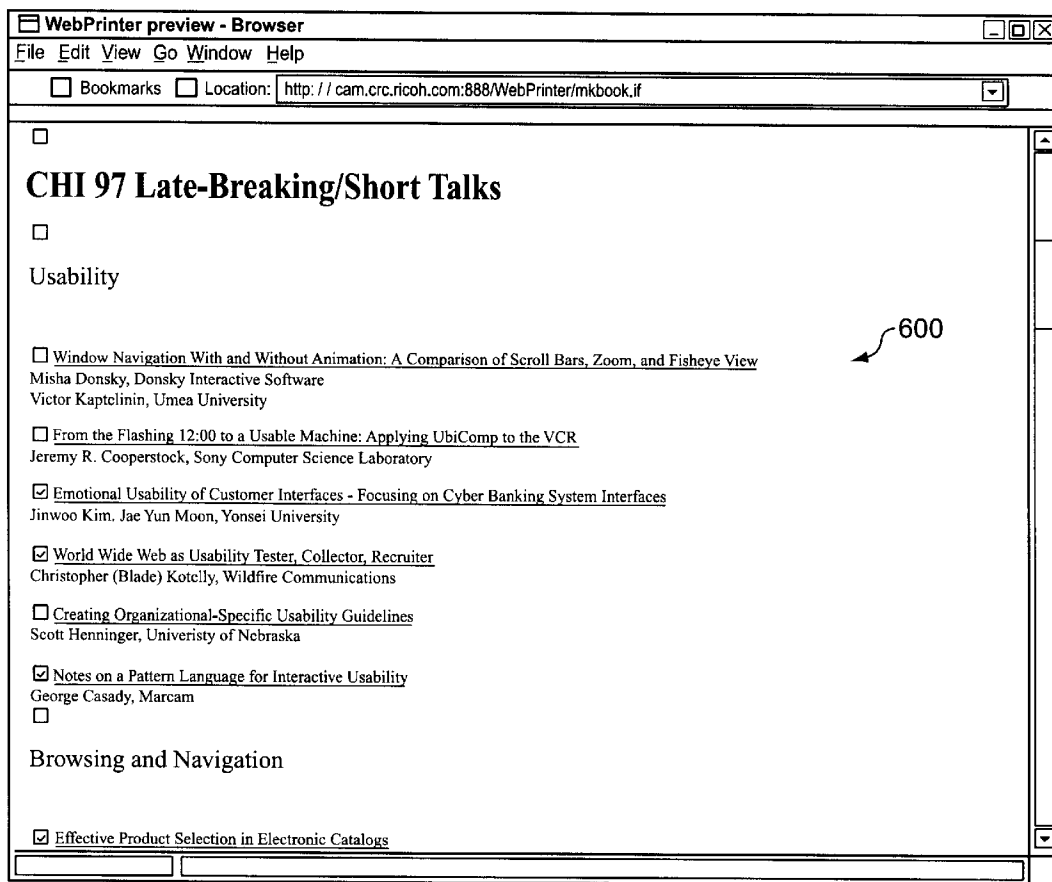 WebPrinter preview - Browser
File Edit View Go Window Help
Bookmarks Location: http: / / cam.crc.ricoh.com:888/WebPrinter/mkbook.if
CHI 97 Late-Breaking/Short Talks
Usability
600
Window Navigation With and Without Animation: A Comparison of Scroll Bars, Zoom, and Fisheye View
Misha Donsky, Donsky Interactive Software
Victor Kaptelinin, Umea University
From the Flashing 12:00 to a Usable Machine: Applying UbiComp to the VCR
Jeremy R. Cooperstock, Sony Computer Science Laboratory
Emotional Usability of Customer Interfaces - Focusing on Cyber Banking System Interfaces
Jinwoo Kim. Jae Yun Moon, Yonsei University
World Wide Web as Usability Tester, Collector, Recruiter
Christopher (Blade) Kotelly, Wildfire Communications
Creating Organizational-Specific Usability Guidelines
Scott Henninger, Univeristy of Nebraska
Notes on a Pattern Language for Interactive Usability
George Casady, Marcam
Browsing and Navigation
Effective Product Selection in Electronic Catalogs